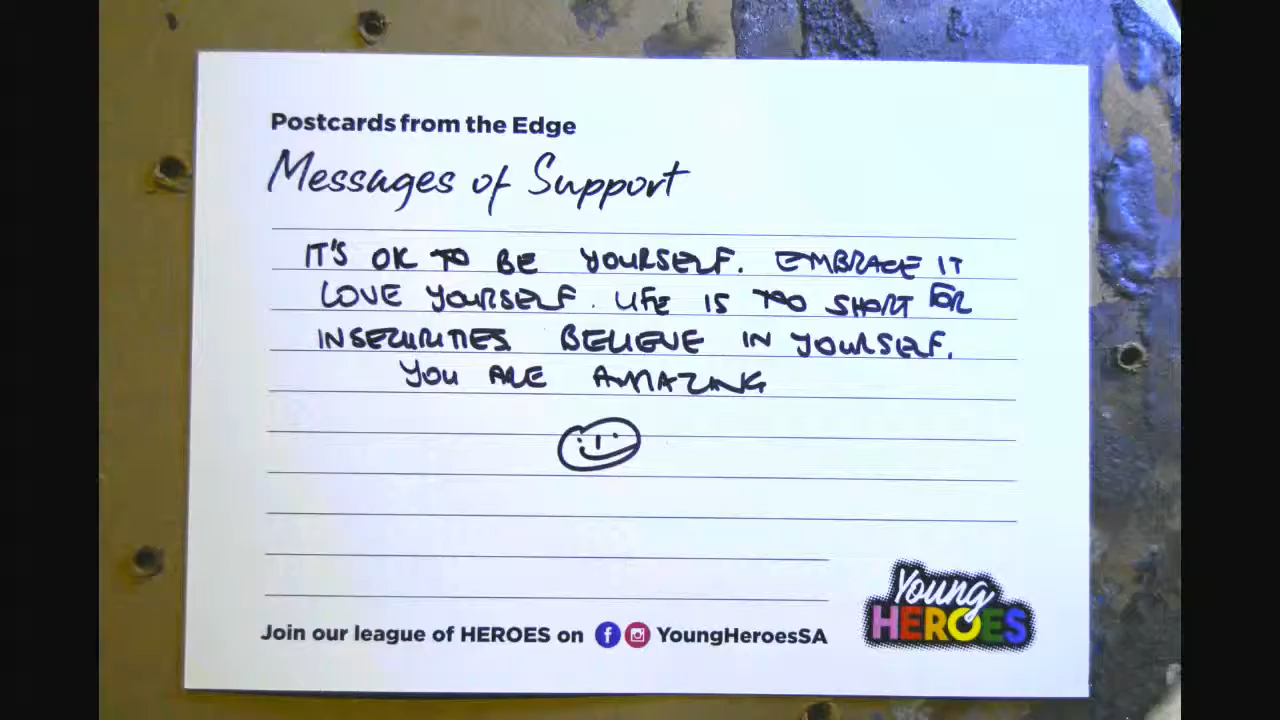 Postcards from the Edge
Messages of Support
IT'S OK TO BE YOURSELF. EMBRACE IT
LOVE YOURSELF. LIFE IS TOO SHORT FOR
INSECURITIES BELIEVE IN YOURSELF.
YOU ARE AMAZING
Young
HEROES
Join our league of HEROES on f YoungHeroesSA